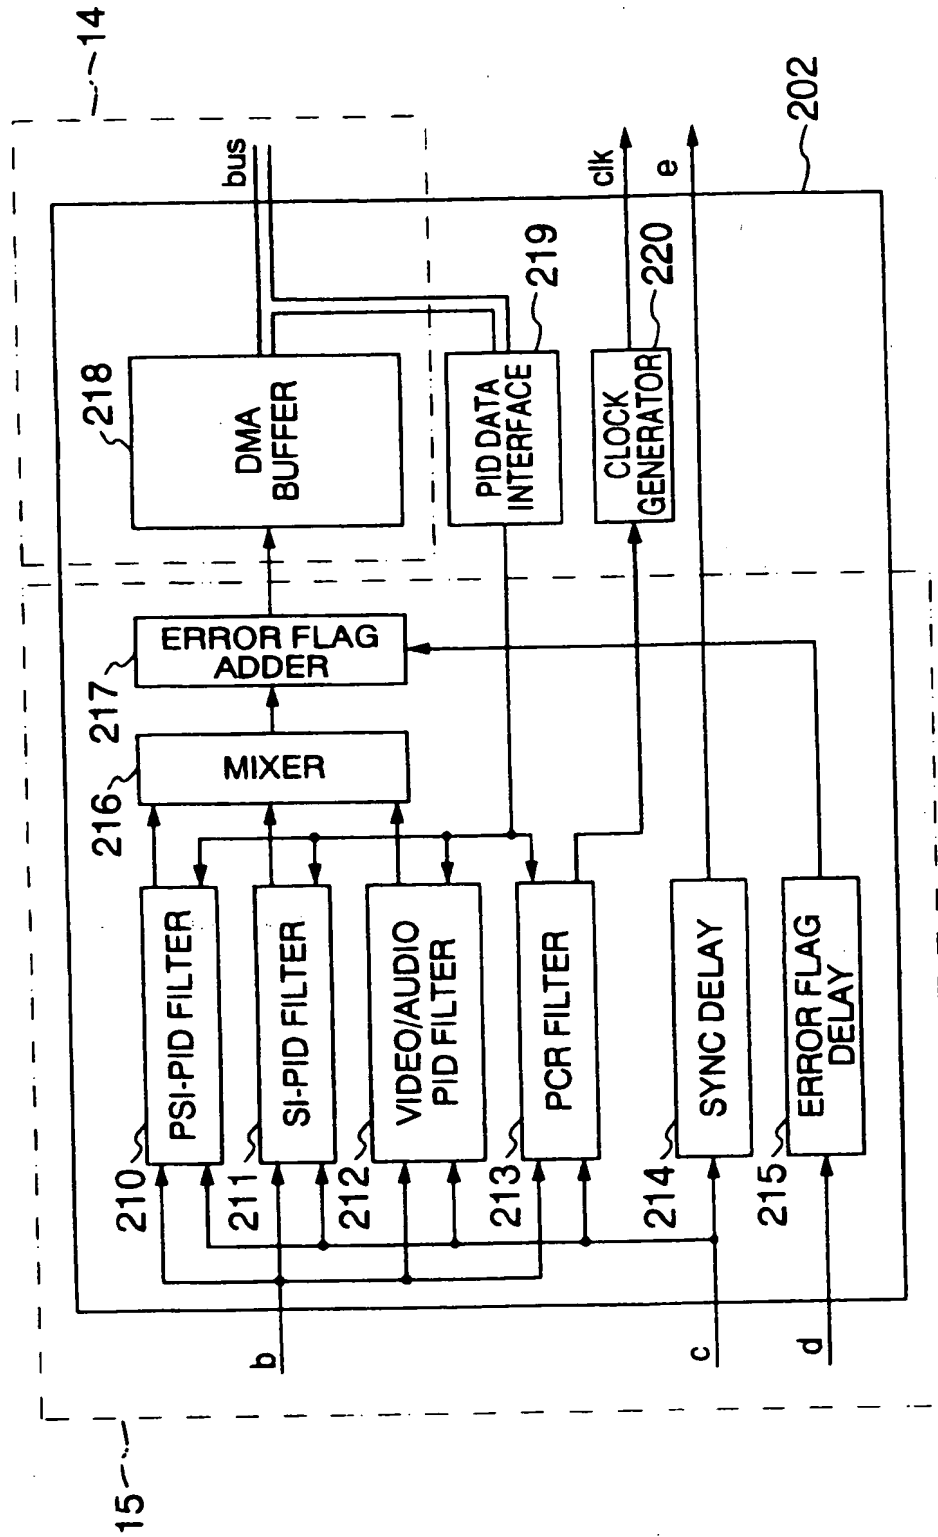 14
bus
218
DMA
BUFFER
219
PID DATA
INTERFACE
clk
220
CLOCK
GENERATOR
e
202
217
ERROR FLAG
ADDER
216
MIXER
210
PSI-PID FILTER
211
SI-PID FILTER
212
VIDEO/AUDIO
PID FILTER
213
PCR FILTER
214
SYNC DELAY
215
ERROR FLAG
DELAY
b
c
d
15